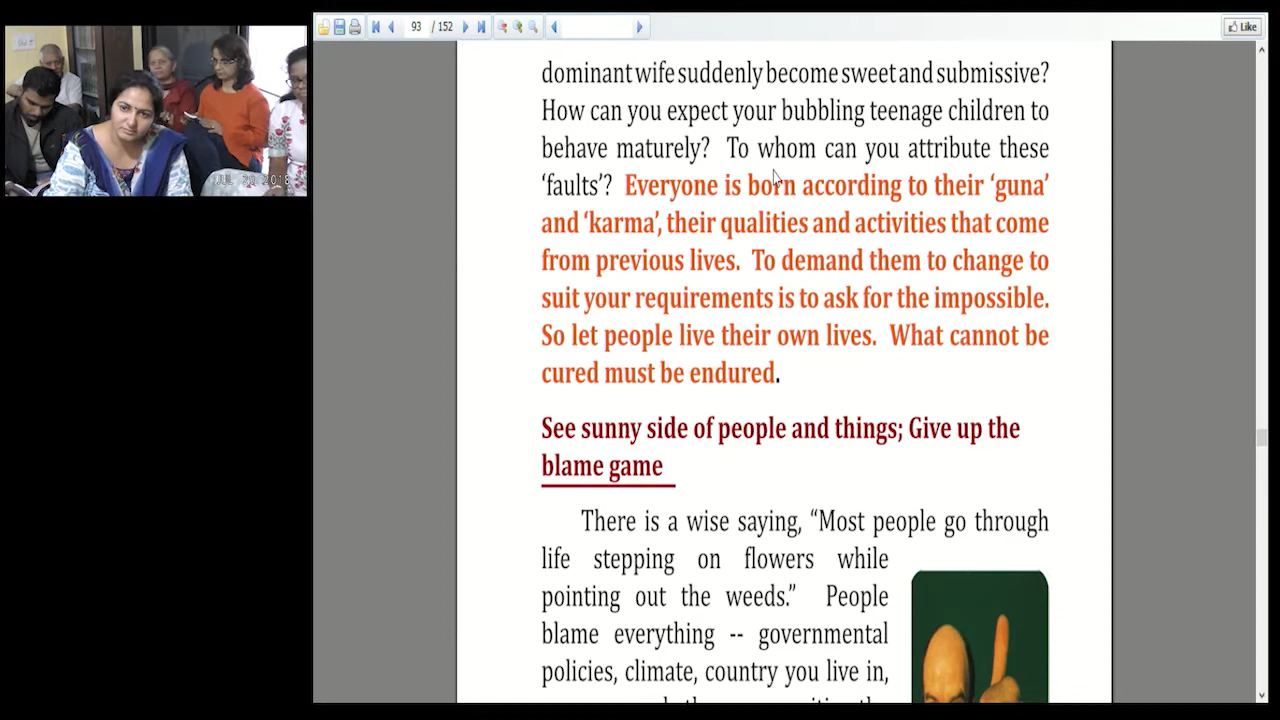 93 / 152
Like
JUL 29 2018
dominant wife suddenly become sweet and submissive?
How can you expect your bubbling teenage children to
behave maturely? To whom can you attribute these
‘faults’? Everyone is born according to their ‘guna’
and ‘karma’, their qualities and activities that come
from previous lives. To demand them to change to
suit your requirements is to ask for the impossible.
So let people live their own lives. What cannot be
cured must be endured.
See sunny side of people and things; Give up the
blame game
There is a wise saying, “Most people go through
life stepping on flowers while
pointing out the weeds.” People
blame everything -- governmental
policies, climate, country you live in,